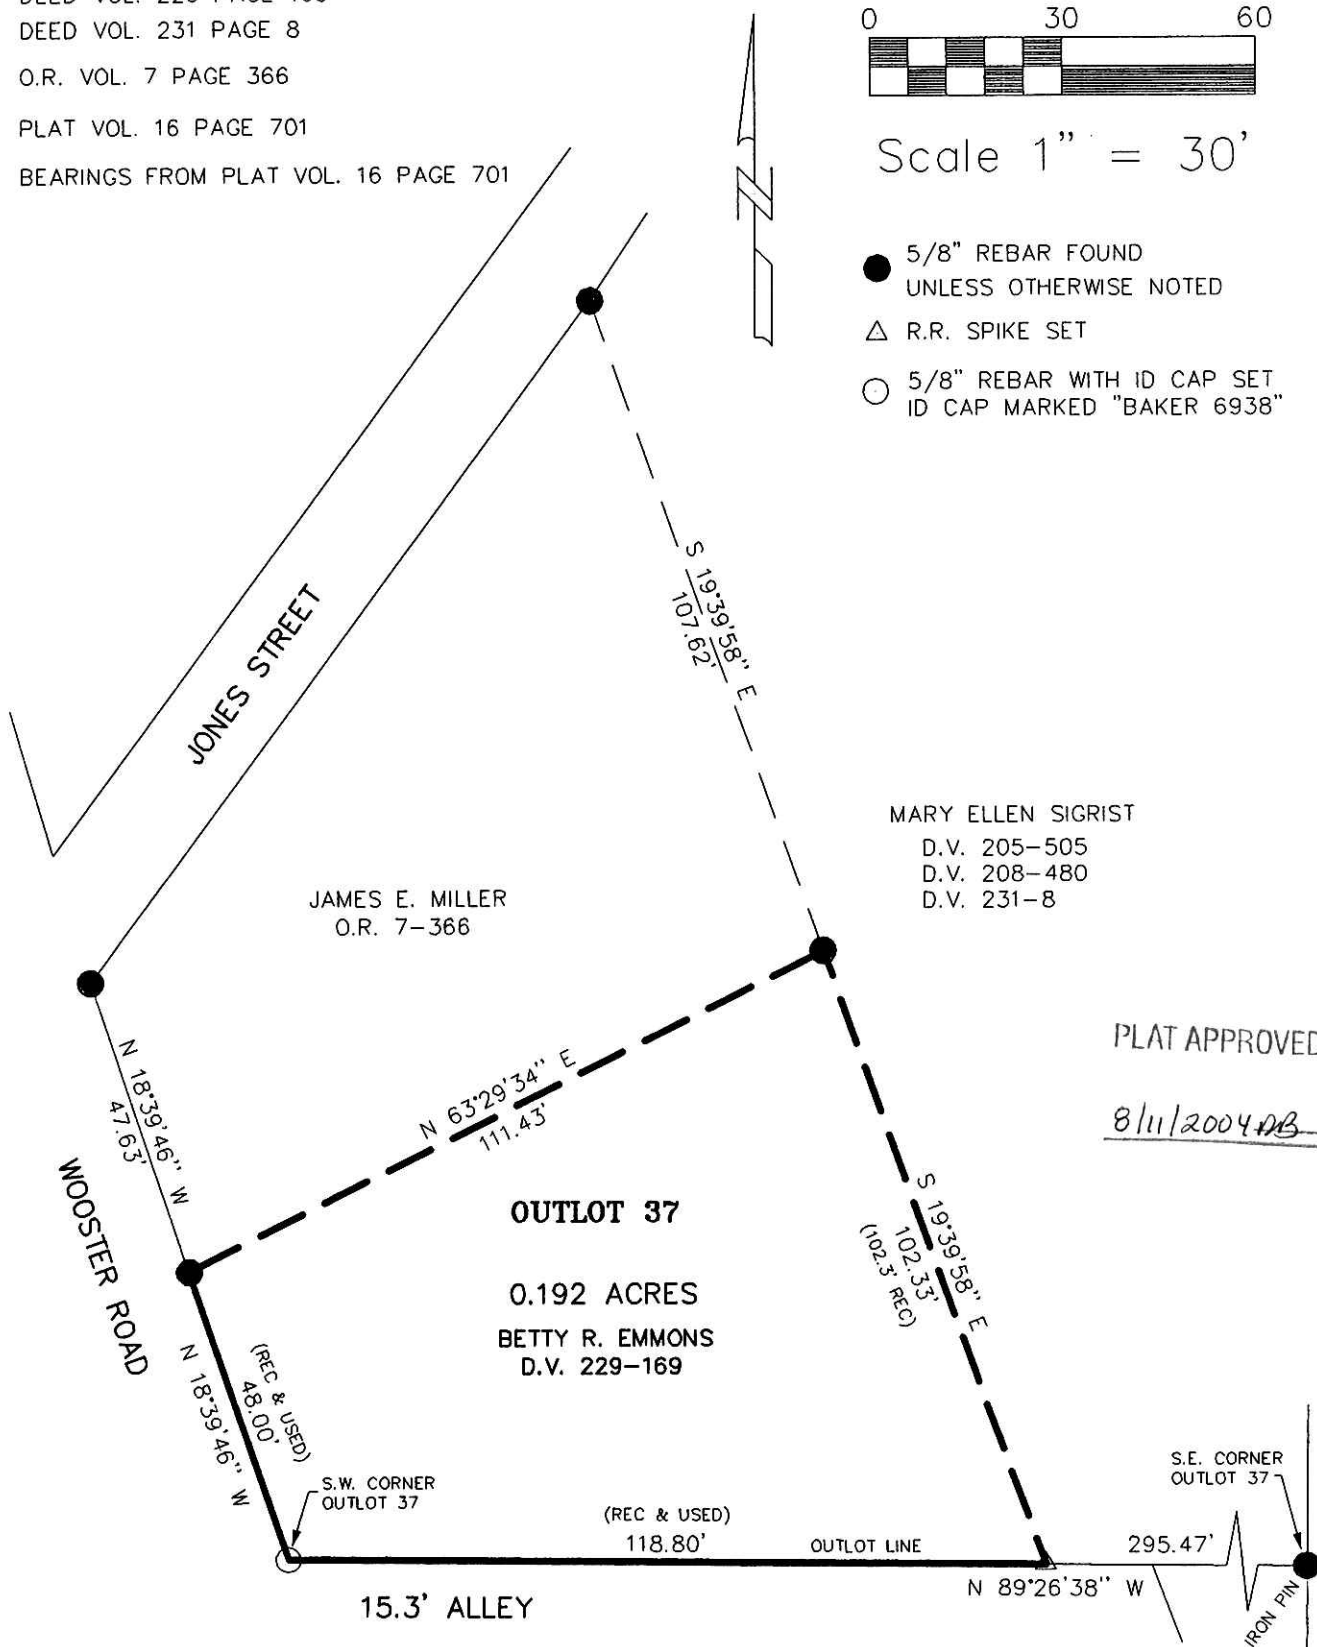 DEED VOL. 231 PAGE 8
O.R. VOL. 7 PAGE 366
PLAT VOL. 16 PAGE 701
BEARINGS FROM PLAT VOL. 16 PAGE 701
N
0 30 60
Scale 1" = 30'
5/8" REBAR FOUND
UNLESS OTHERWISE NOTED
R.R. SPIKE SET
5/8" REBAR WITH ID CAP SET
ID CAP MARKED "BAKER 6938"
JONES STREET
S 19°39'58" E
107.62'
MARY ELLEN SIGRIST
D.V. 205-505
D.V. 208-480
D.V. 231-8
JAMES E. MILLER
O.R. 7-366
PLAT APPROVED
8/11/2004
N 18°39'46" W
47.63'
N 63°29'34" E
111.43'
WOOSTER ROAD
OUTLOT 37
0.192 ACRES
BETTY R. EMMONS
D.V. 229-169
S 19°39'58" E
102.33'
(102.3' REC)
(REC & USED)
48.00'
N 18°39'46" W
S.W. CORNER
OUTLOT 37
(REC & USED)
118.80'
OUTLOT LINE
295.47'
N 89°26'38" W
S.E. CORNER
OUTLOT 37
IRON PIN
15.3' ALLEY